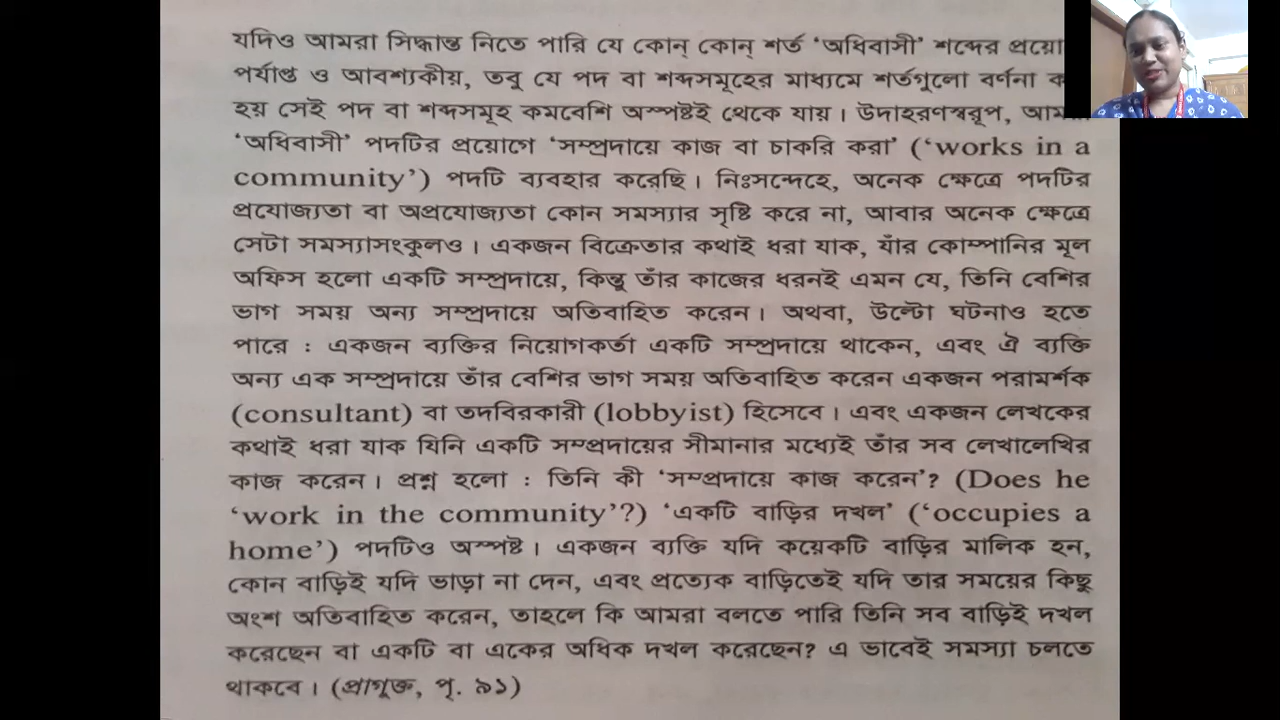 যদিও আমরা সিদ্ধান্ত নিতে পারি যে কোন্ কোন্ শর্ত ‘অধিবাসী’ শব্দের
পর্যাপ্ত ও আবশ্যকীয়, তবু যে পদ বা শব্দসমূহের মাধ্যমে শর্তগুলো বর্ণনা
হয় সেই পদ বা শব্দসমূহ কমবেশি অস্পষ্টই থেকে যায়। উদাহরণস্বরূপ,
‘অধিবাসী’ পদটির প্রয়োগে ‘সম্প্রদায়ে কাজ বা চাকরি করা’ (‘works in a
community’) পদটি ব্যবহার করেছি। নিঃসন্দেহে, অনেক ক্ষেত্রে পদটির
প্রযোজ্যতা বা অপ্রযোজ্যতা কোন সমস্যার সৃষ্টি করে না, আবার অনেক ক্ষেত্রে
সেটা সমস্যাসংকুলও। একজন বিক্রেতার কথাই ধরা যাক, যাঁর কোম্পানির মূল
অফিস হলো একটি সম্প্রদায়ে, কিন্তু তাঁর কাজের ধরনই এমন যে, তিনি বেশির
ভাগ সময় অন্য সম্প্রদায়ে অতিবাহিত করেন। অথবা, উল্টো ঘটনাও হতে
পারে : একজন ব্যক্তির নিয়োগকর্তা একটি সম্প্রদায়ে থাকেন, এবং ঐ ব্যক্তি
অন্য এক সম্প্রদায়ে তাঁর বেশির ভাগ সময় অতিবাহিত করেন একজন পরামর্শক
(consultant) বা তদবিরকারী (lobbyist) হিসেবে। এবং একজন লেখকের
কথাই ধরা যাক যিনি একটি সম্প্রদায়ের সীমানার মধ্যেই তাঁর সব লেখালেখির
কাজ করেন। প্রশ্ন হলো : তিনি কী ‘সম্প্রদায়ে কাজ করেন’? (Does he
‘work in the community’?) ‘একটি বাড়ির দখল’ (‘occupies a
home’) পদটিও অস্পষ্ট। একজন ব্যক্তি যদি কয়েকটি বাড়ির মালিক হন,
কোন বাড়িই যদি ভাড়া না দেন, এবং প্রত্যেক বাড়িতেই যদি তার সময়ের কিছু
অংশ অতিবাহিত করেন, তাহলে কি আমরা বলতে পারি তিনি সব বাড়িই দখল
করেছেন বা একটি বা একের অধিক দখল করেছেন? এ ভাবেই সমস্যা চলতে
থাকবে। (প্রাগুক্ত, পৃ. ৯১)